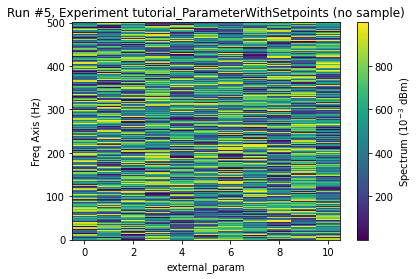 Run #5, Experiment tutorial_ParameterWithSetpoints (no sample)
500
400
300
200
100
0
Freq Axis (Hz)
0 2 4 6 8 10
external_param
800
600
400
200
Spectrum (10⁻³ dBm)